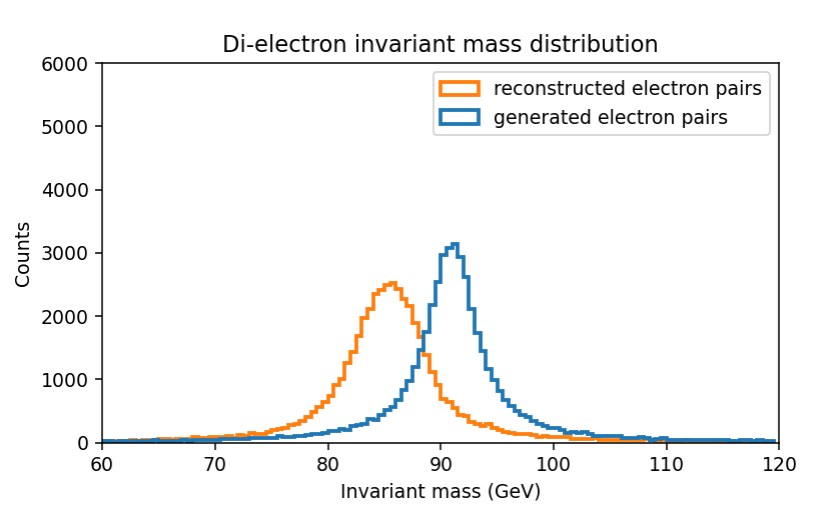 Di-electron invariant mass distribution
reconstructed electron pairs
generated electron pairs
Counts
6000
5000
4000
3000
2000
1000
0
60
70
80
90
100
110
120
Invariant mass (GeV)